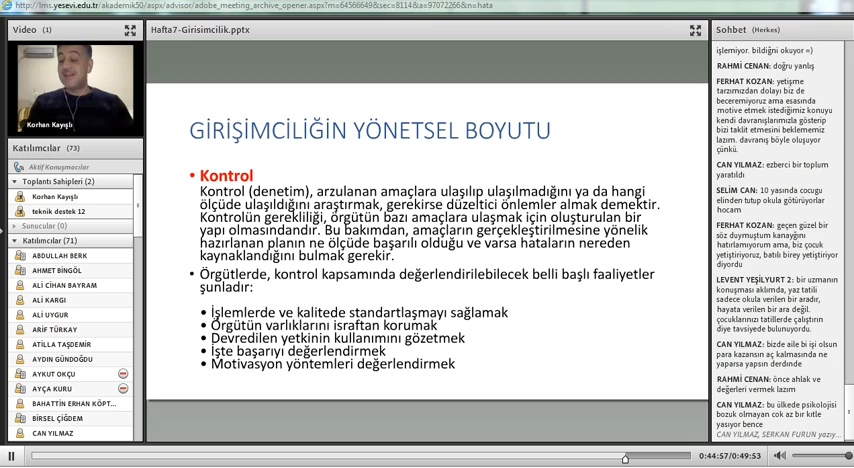 http://lms.yesevi.edu.tr/akademik50/aspx/advisor/adobe_meeting_archive_opener.aspx?m=64566649&sec=8114&a=97072266&n=hata
Video (1)
Korhan Kayışlı
Katılımcılar (73)
Aktif Konuşmacılar
Toplantı Sahipleri (2)
Korhan Kayışlı
teknik destek 12
Sunucular (0)
Katılımcılar (71)
ABDULLAH BERK
AHMET BİNGÖL
ALİ CİHAN BAYRAM
ALİ KARGI
ALİ UYGUR
ARİF TÜRKAY
ATİLLA TAŞDEMİR
AYDIN GÜNDOĞDU
AYKUT OKÇU
AYÇA KURU
BAHATTİN ERHAN KÖPT...
BİRSEL ÇİĞDEM
CAN YILMAZ
Hafta7-Girisimcilik.pptx
GİRİŞİMCİLİĞİN YÖNETSEL BOYUTU
• Kontrol
Kontrol (denetim), arzulanan amaçlara ulaşılıp ulaşılmadığını ya da hangi
ölçüde ulaşıldığını araştırmak, gerekirse düzeltici önlemler almak demektir.
Kontrolün gerekliliği, örgütün bazı amaçlara ulaşmak için oluşturulan bir
yapı olmasındandır. Bu bakımdan, amaçların gerçekleştirilmesine yönelik
hazırlanan planın ne ölçüde başarılı olduğu ve varsa hataların nereden
kaynaklandığını bulmak gerekir.
• Örgütlerde, kontrol kapsamında değerlendirilebilecek belli başlı faaliyetler
şunladır:
• İşlemlerde ve kalitede standartlaşmayı sağlamak
• Örgütün varlıklarını israftan korumak
• Devredilen yetkinin kullanımını gözetmek
• İşte başarıyı değerlendirmek
• Motivasyon yöntemleri değerlendirmek
Sohbet (Herkes)
işlemiyor. bildiğni okuyor =)
RAHMİ CENAN: doğru yanlış
FERHAT KOZAN: yetişme
tarzımızdan dolayı biz de
beceremiyoruz ama esasında
motive etmek istediğimiz konuyu
kendi davranışlarımızla gösterip
bizi taklit etmesini beklememiz
lazım. davranış böyle oluşuyor
çünkü.
CAN YILMAZ: ezberci bir toplum
yaratıldı
SELİM CAN: 10 yasında cocugu
elinden tutup okula götürüyorlar
hocam
FERHAT KOZAN: geçen güzel bir
söz duymuştum kanayğını
hatırlamıyorum ama, biz çocuk
yetiştiriyoruz, batılı birey yetiştiriyor
diyordu
LEVENT YEŞİLYURT 2: bir uzmanın
konuşması aklımda, yaz tatili
sadece okula verilen bir aradır,
hayata verilen bir ara değil.
çocuklarınızı tatillerde çalıştırın
diye tavsiyede bulunuyordu.
CAN YILMAZ: bizde aile bi işi olsun
para kazansın aç kalmasında ne
yaparsa yapsın derdınde
RAHMİ CENAN: önce ahlak ve
değerleri vermek lazım
CAN YILMAZ: bu ülkede psikolojisi
bozuk olmayan cok az bir kıtle
yasıyor bence
CAN YILMAZ, SERKAN FURUN yazıy...
0:44:57/0:49:53